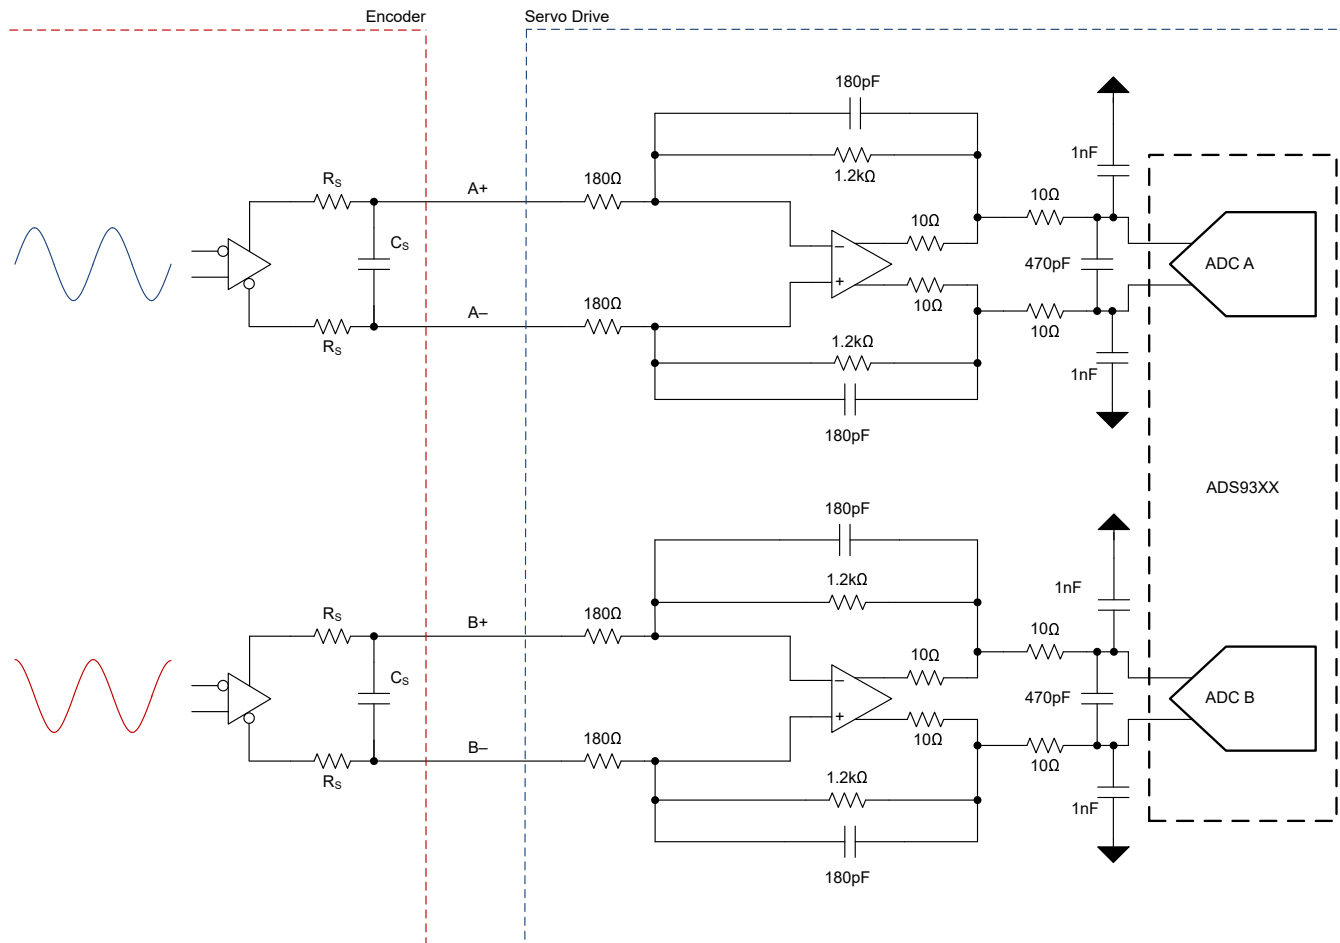 Encoder
Servo Drive
180pF
1.2kΩ
1nF
RS
A+
180Ω
10Ω
10Ω
CS
−
+
470pF
ADC A
10Ω
10Ω
RS
A–
180Ω
1.2kΩ
1nF
180pF
ADS93XX
180pF
1.2kΩ
1nF
RS
B+
180Ω
10Ω
10Ω
CS
−
+
470pF
ADC B
10Ω
10Ω
RS
B–
180Ω
1.2kΩ
1nF
180pF